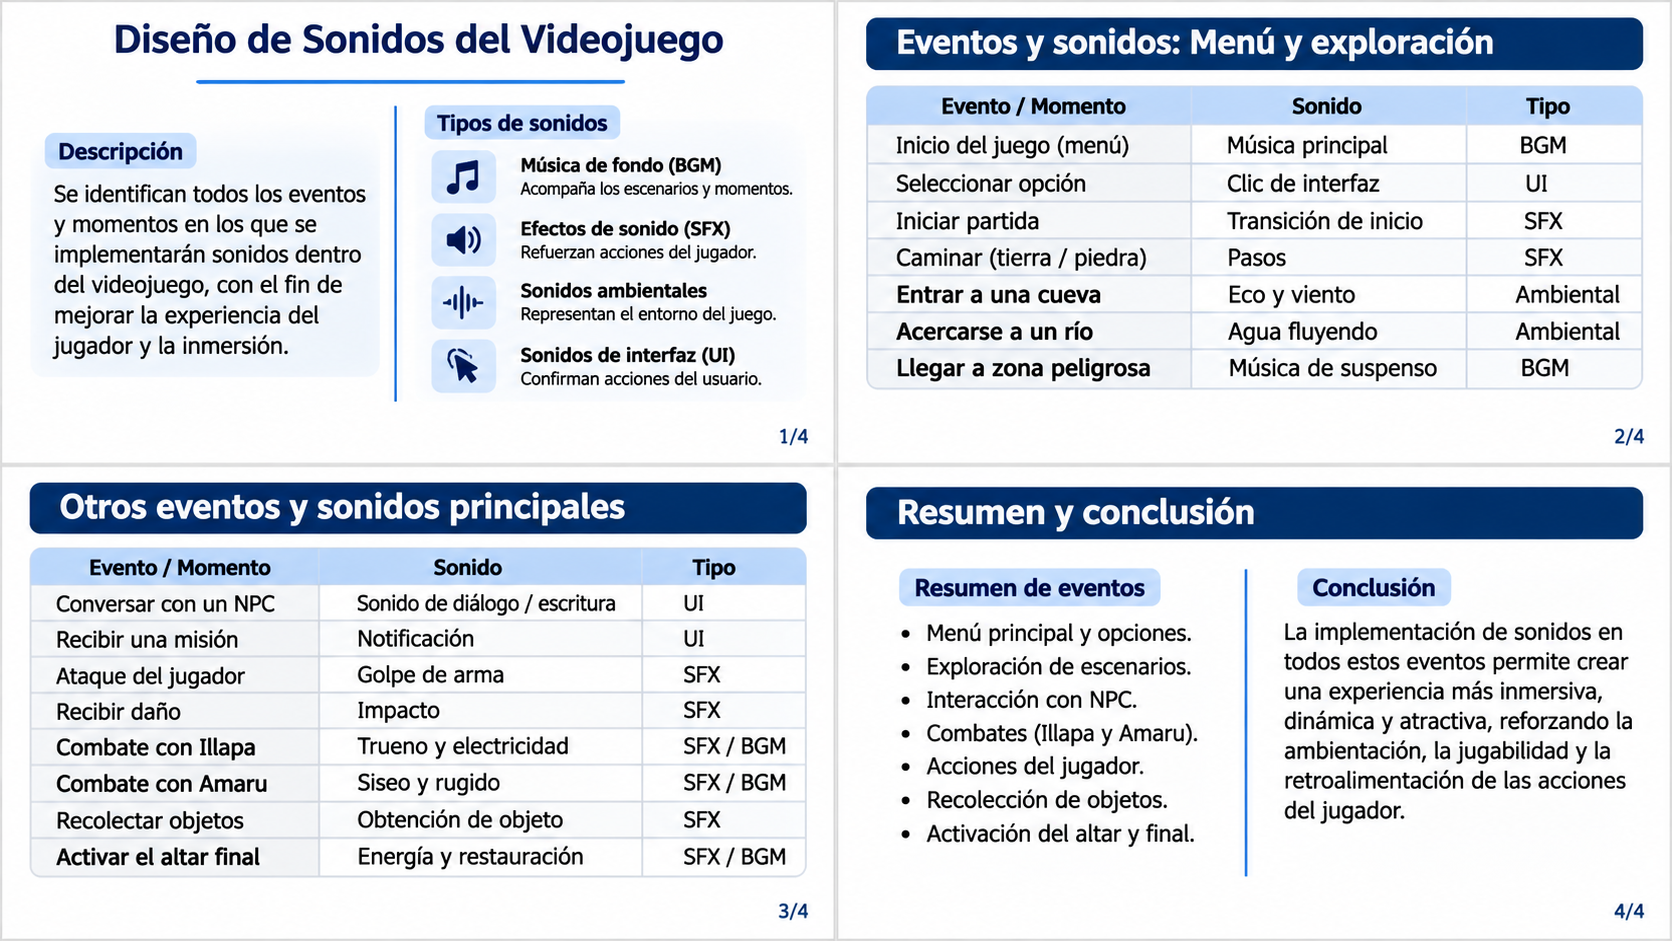 Diseño de Sonidos del Videojuego
Descripción
Se identifican todos los eventos
y momentos en los que se
implementarán sonidos dentro
del videojuego, con el fin de
mejorar la experiencia del
jugador y la inmersión.
Tipos de sonidos
Música de fondo (BGM)
Acompaña los escenarios y momentos.
Efectos de sonido (SFX)
Refuerzan acciones del jugador.
Sonidos ambientales
Representan el entorno del juego.
Sonidos de interfaz (UI)
Confirman acciones del usuario.
1/4
Eventos y sonidos: Menú y exploración
Evento / Momento Sonido Tipo
Inicio del juego (menú) Música principal BGM
Seleccionar opción Clic de interfaz UI
Iniciar partida Transición de inicio SFX
Caminar (tierra / piedra) Pasos SFX
Entrar a una cueva Eco y viento Ambiental
Acercarse a un río Agua fluyendo Ambiental
Llegar a zona peligrosa Música de suspenso BGM
2/4
Otros eventos y sonidos principales
Evento / Momento Sonido Tipo
Conversar con un NPC Sonido de diálogo / escritura UI
Recibir una misión Notificación UI
Ataque del jugador Golpe de arma SFX
Recibir daño Impacto SFX
Combate con Illapa Trueno y electricidad SFX / BGM
Combate con Amaru Siseo y rugido SFX / BGM
Recolectar objetos Obtención de objeto SFX
Activar el altar final Energía y restauración SFX / BGM
3/4
Resumen y conclusión
Resumen de eventos
• Menú principal y opciones.
• Exploración de escenarios.
• Interacción con NPC.
• Combates (Illapa y Amaru).
• Acciones del jugador.
• Recolección de objetos.
• Activación del altar y final.
Conclusión
La implementación de sonidos en
todos estos eventos permite crear
una experiencia más inmersiva,
dinámica y atractiva, reforzando la
ambientación, la jugabilidad y la
retroalimentación de las acciones
del jugador.
4/4